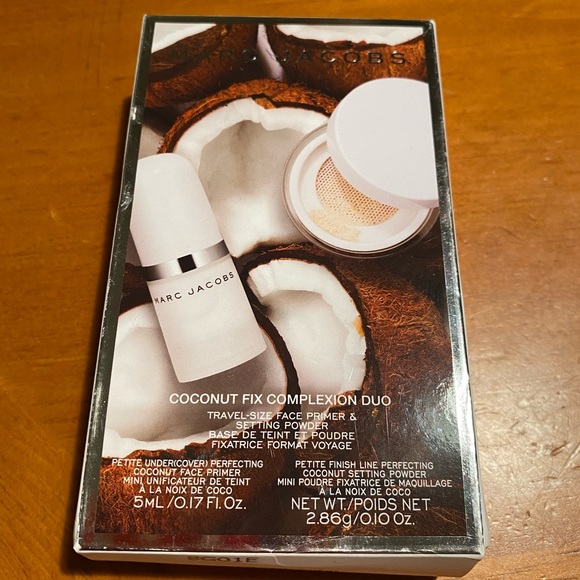 MARC JACOBS
MARC JACOBS
COCONUT FIX COMPLEXION DUO
TRAVEL-SIZE FACE PRIMER &
SETTING POWDER
BASE DE TEINT ET POUDRE
FIXATRICE FORMAT VOYAGE
PETITE UNDER(COVER) PERFECTING
COCONUT FACE PRIMER
MINI UNIFICATEUR DE TEINT
À LA NOIX DE COCO
5mL/0.17 Fl. Oz.
PETITE FINISH LINE PERFECTING
COCONUT SETTING POWDER
MINI POUDRE FIXATRICE DE MAQUILLAGE
À LA NOIX DE COCO
NET WT./POIDS NET
2.86g/0.10 Oz.